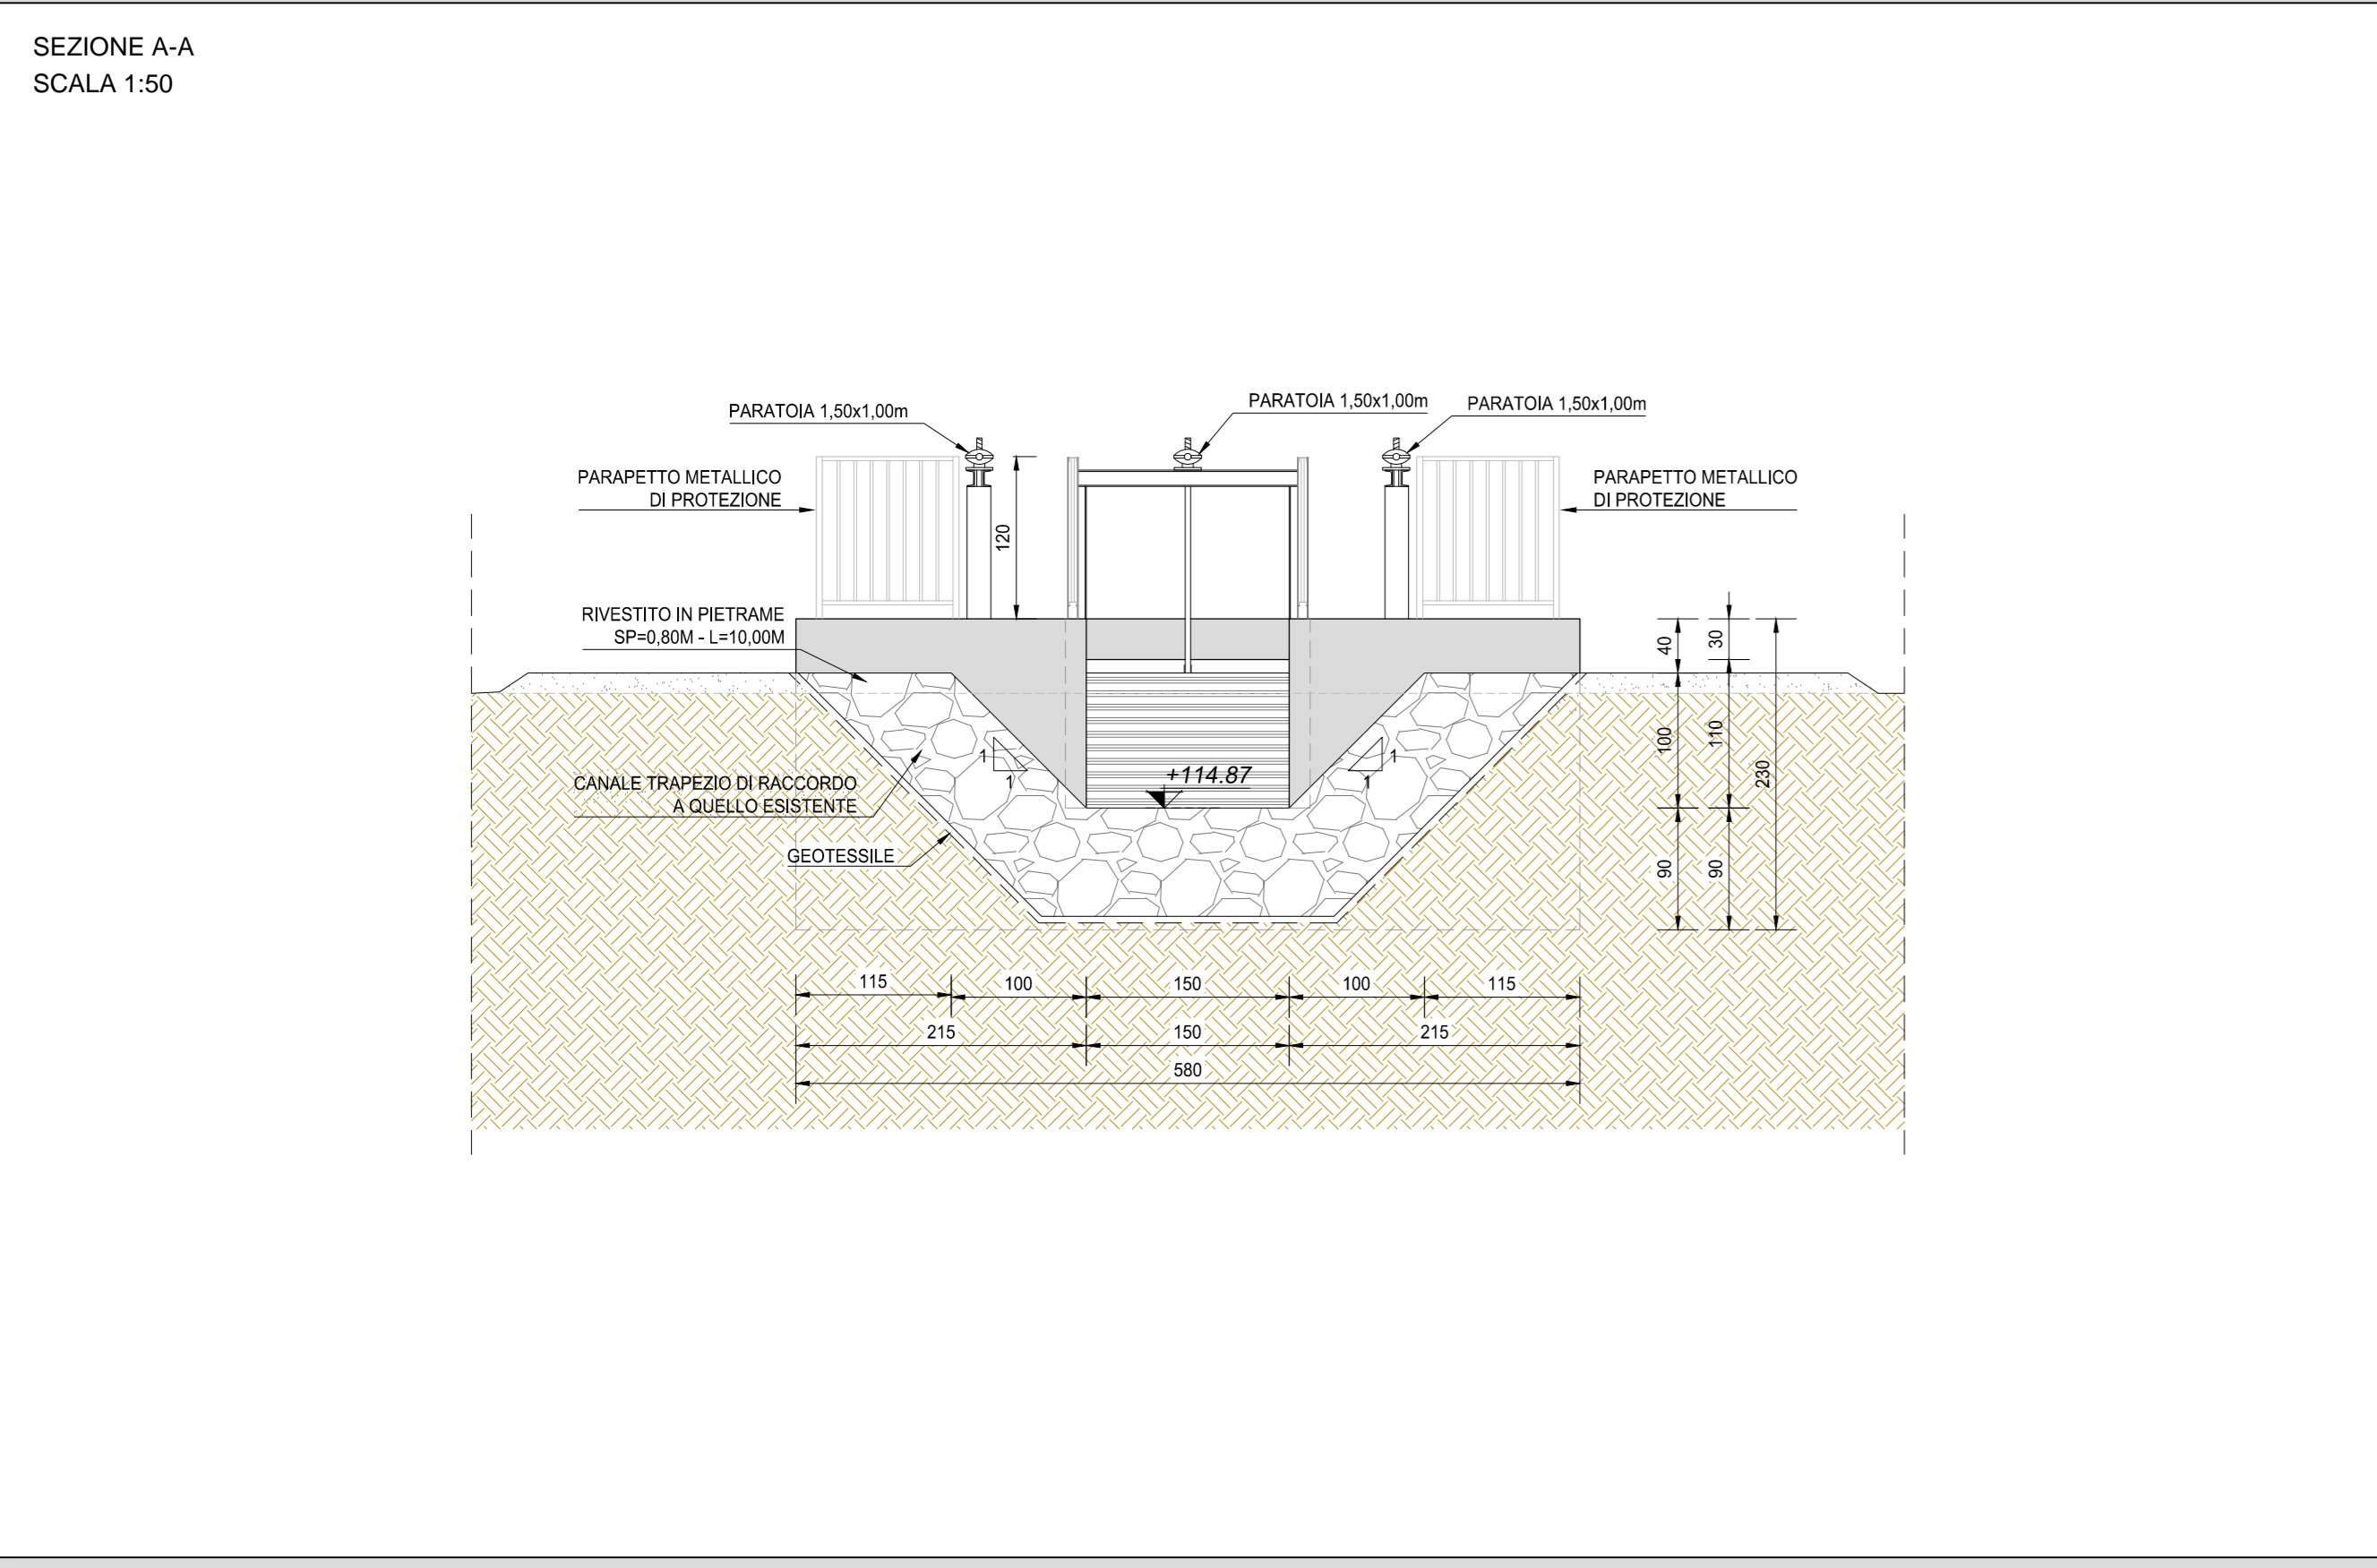 SEZIONE A-A
SCALA 1:50
PARATOIA 1,50x1,00m
PARATOIA 1,50x1,00m
PARATOIA 1,50x1,00m
PARAPETTO METALLICO
DI PROTEZIONE
PARAPETTO METALLICO
DI PROTEZIONE
120
RIVESTITO IN PIETRAME
SP=0,80M - L=10,00M
40
30
100
110
230
90
90
1
1
1
1
+114.87
CANALE TRAPEZIO DI RACCORDO
A QUELLO ESISTENTE
GEOTESSILE
115
100
150
100
115
215
150
215
580